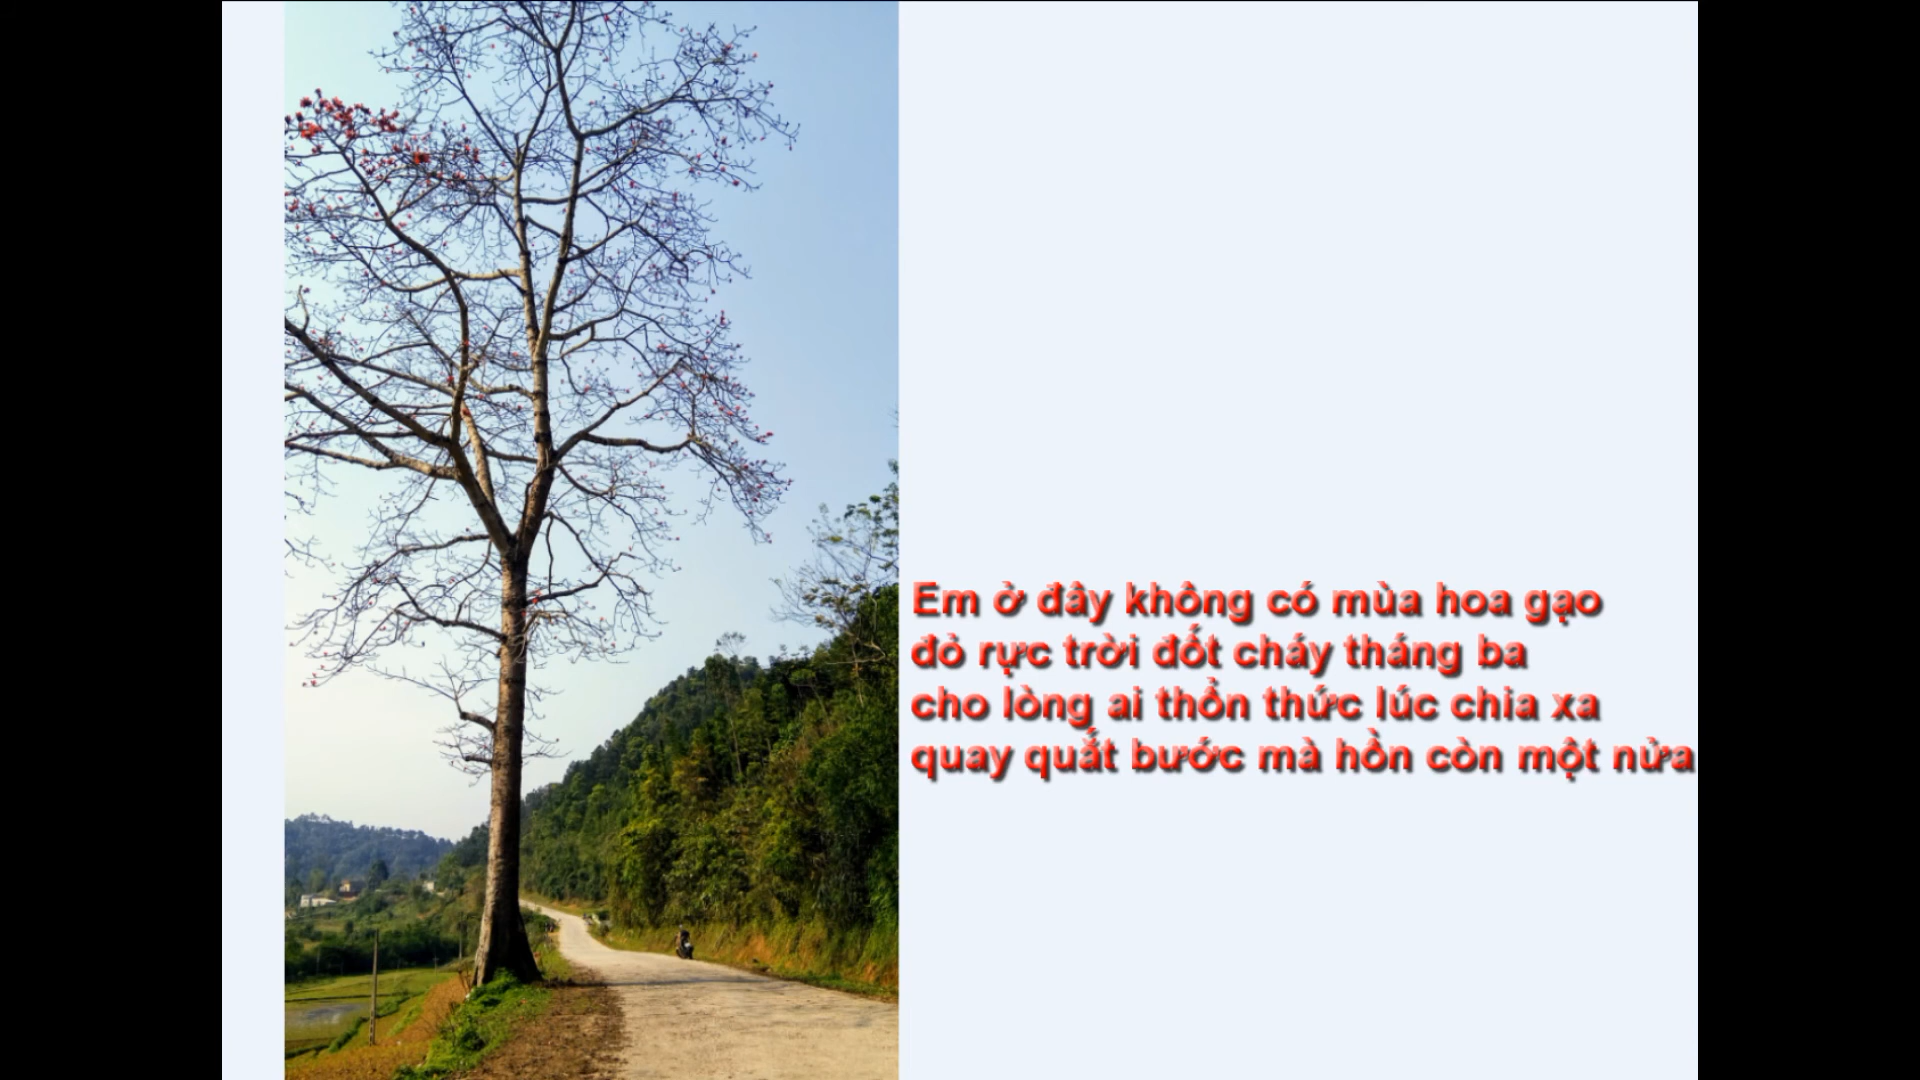 Em ở đây không có mùa hoa gạo
đỏ rực trời đốt cháy tháng ba
cho lòng ai thổn thức lúc chia xa
quay quắt bước mà hồn còn một nửa